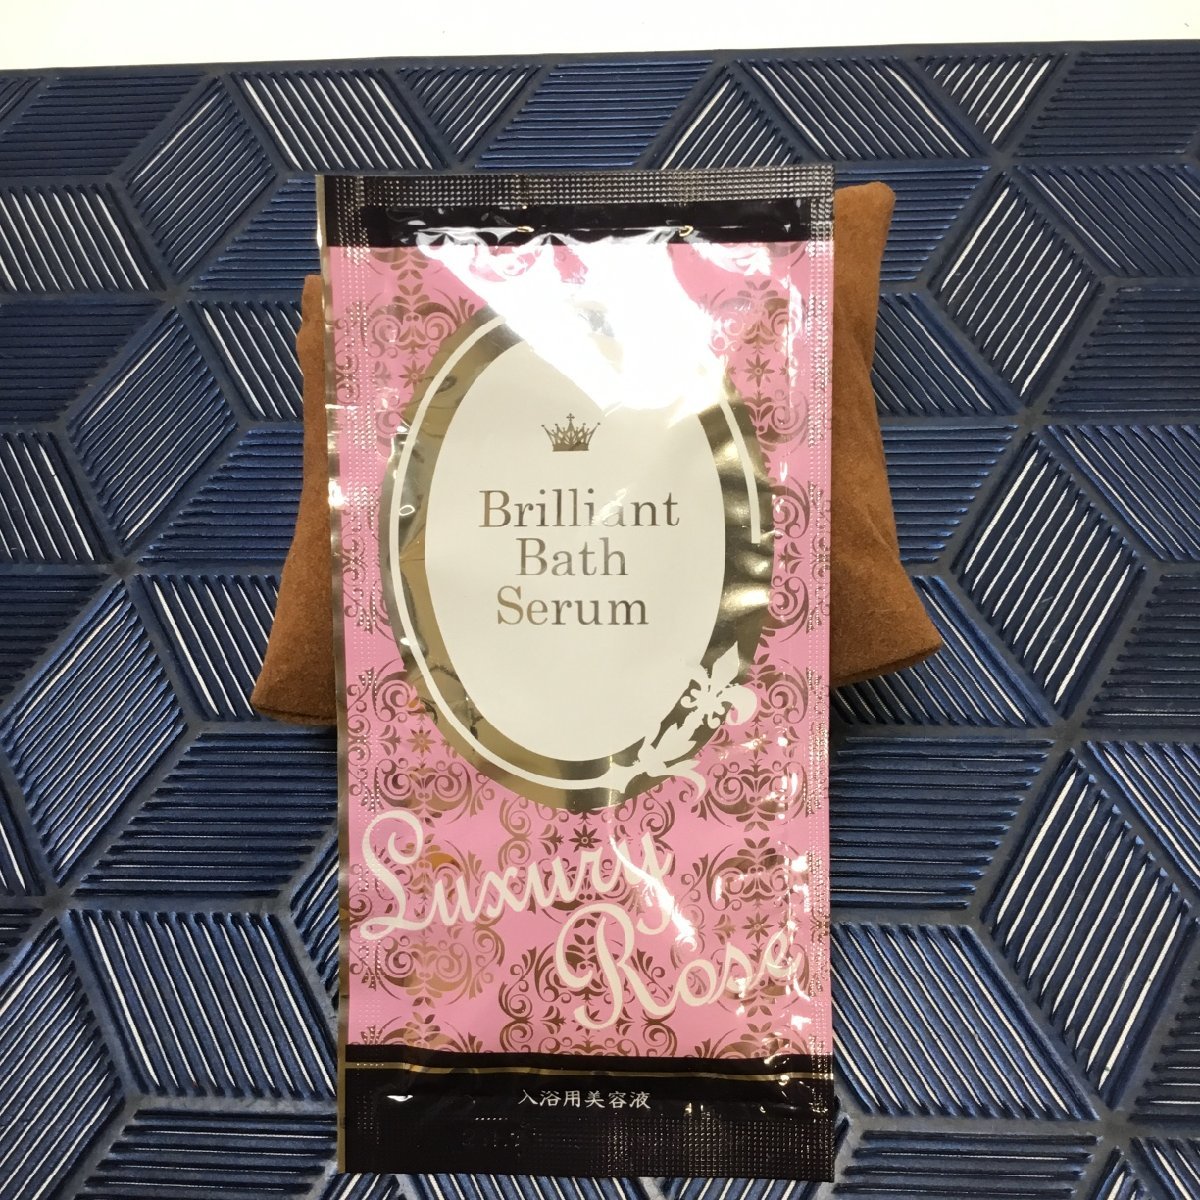 Brilliant
Bath
Serum
Luxury
Rose
入浴用美容液